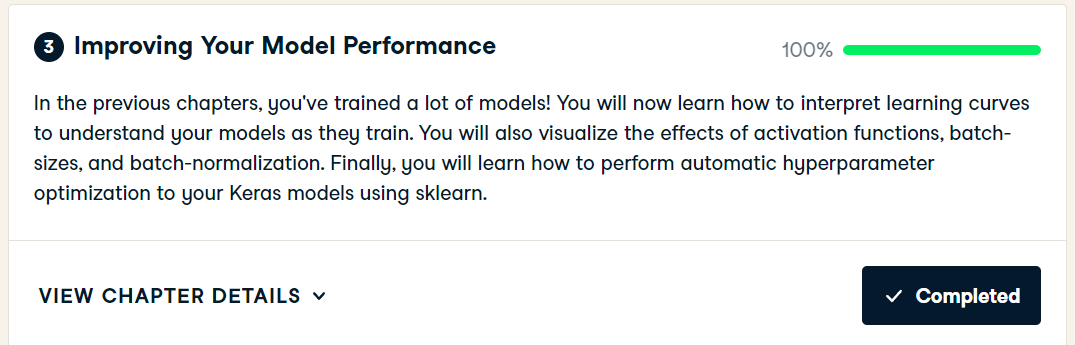 3 Improving Your Model Performance
100%
In the previous chapters, you've trained a lot of models! You will now learn how to interpret learning curves
to understand your models as they train. You will also visualize the effects of activation functions, batch-
sizes, and batch-normalization. Finally, you will learn how to perform automatic hyperparameter
optimization to your Keras models using sklearn.
VIEW CHAPTER DETAILS
Completed